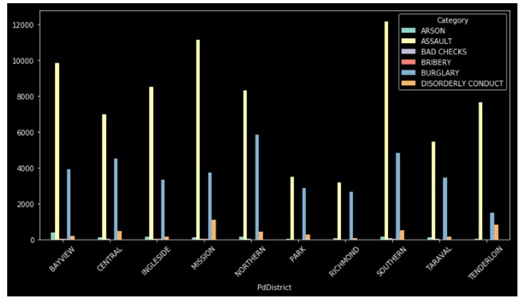 12000
10000
8000
6000
4000
2000
0
Category
ARSON
ASSAULT
BAD CHECKS
BRIBERY
BURGLARY
DISORDERLY CONDUCT
BAYVIEW
CENTRAL
INGLESIDE
MISSION
NORTHERN
PARK
RICHMOND
SOUTHERN
TARAVAL
TENDERLOIN
PdDistrict